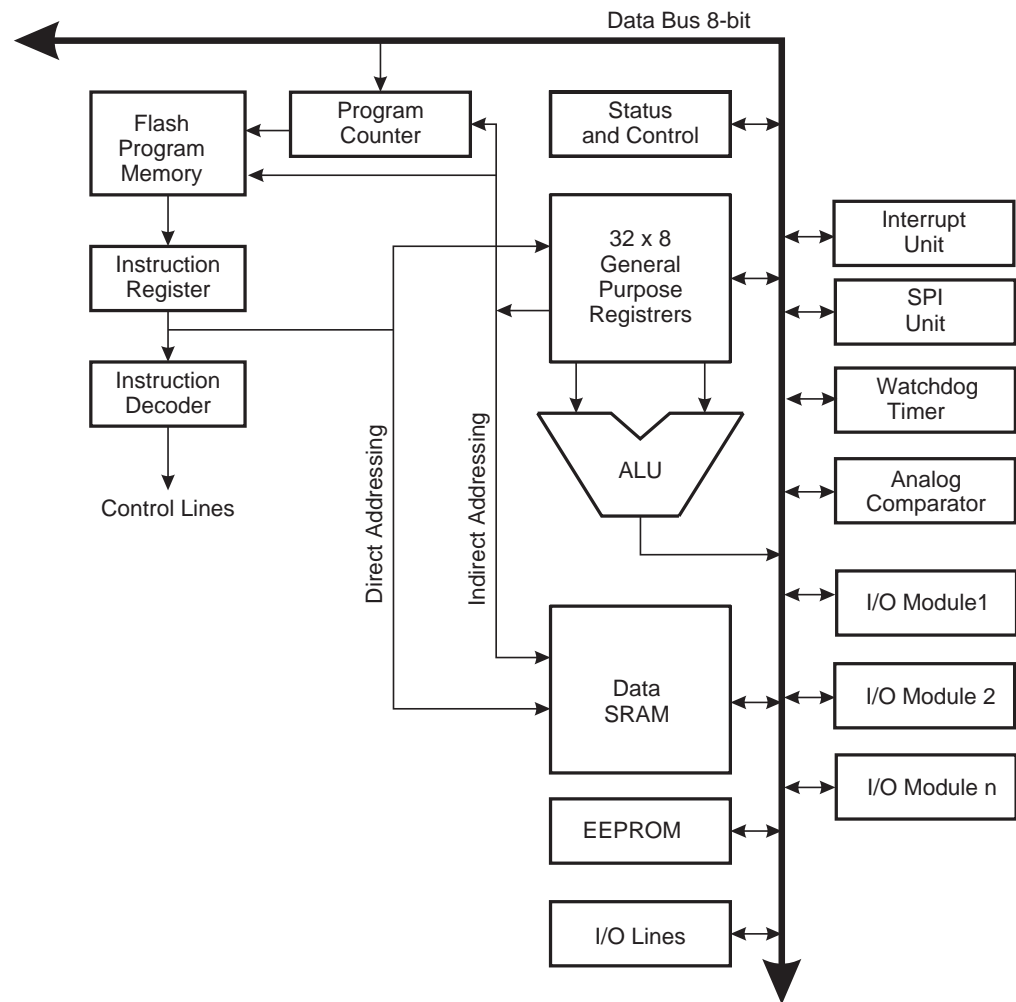 Data Bus 8-bit
Flash
Program
Memory
Program
Counter
Status
and Control
32 x 8
General
Purpose
Registrers
Interrupt
Unit
Instruction
Register
SPI
Unit
Instruction
Decoder
Watchdog
Timer
Direct Addressing
Indirect Addressing
ALU
Analog
Comparator
Control Lines
I/O Module1
Data
SRAM
I/O Module 2
I/O Module n
EEPROM
I/O Lines